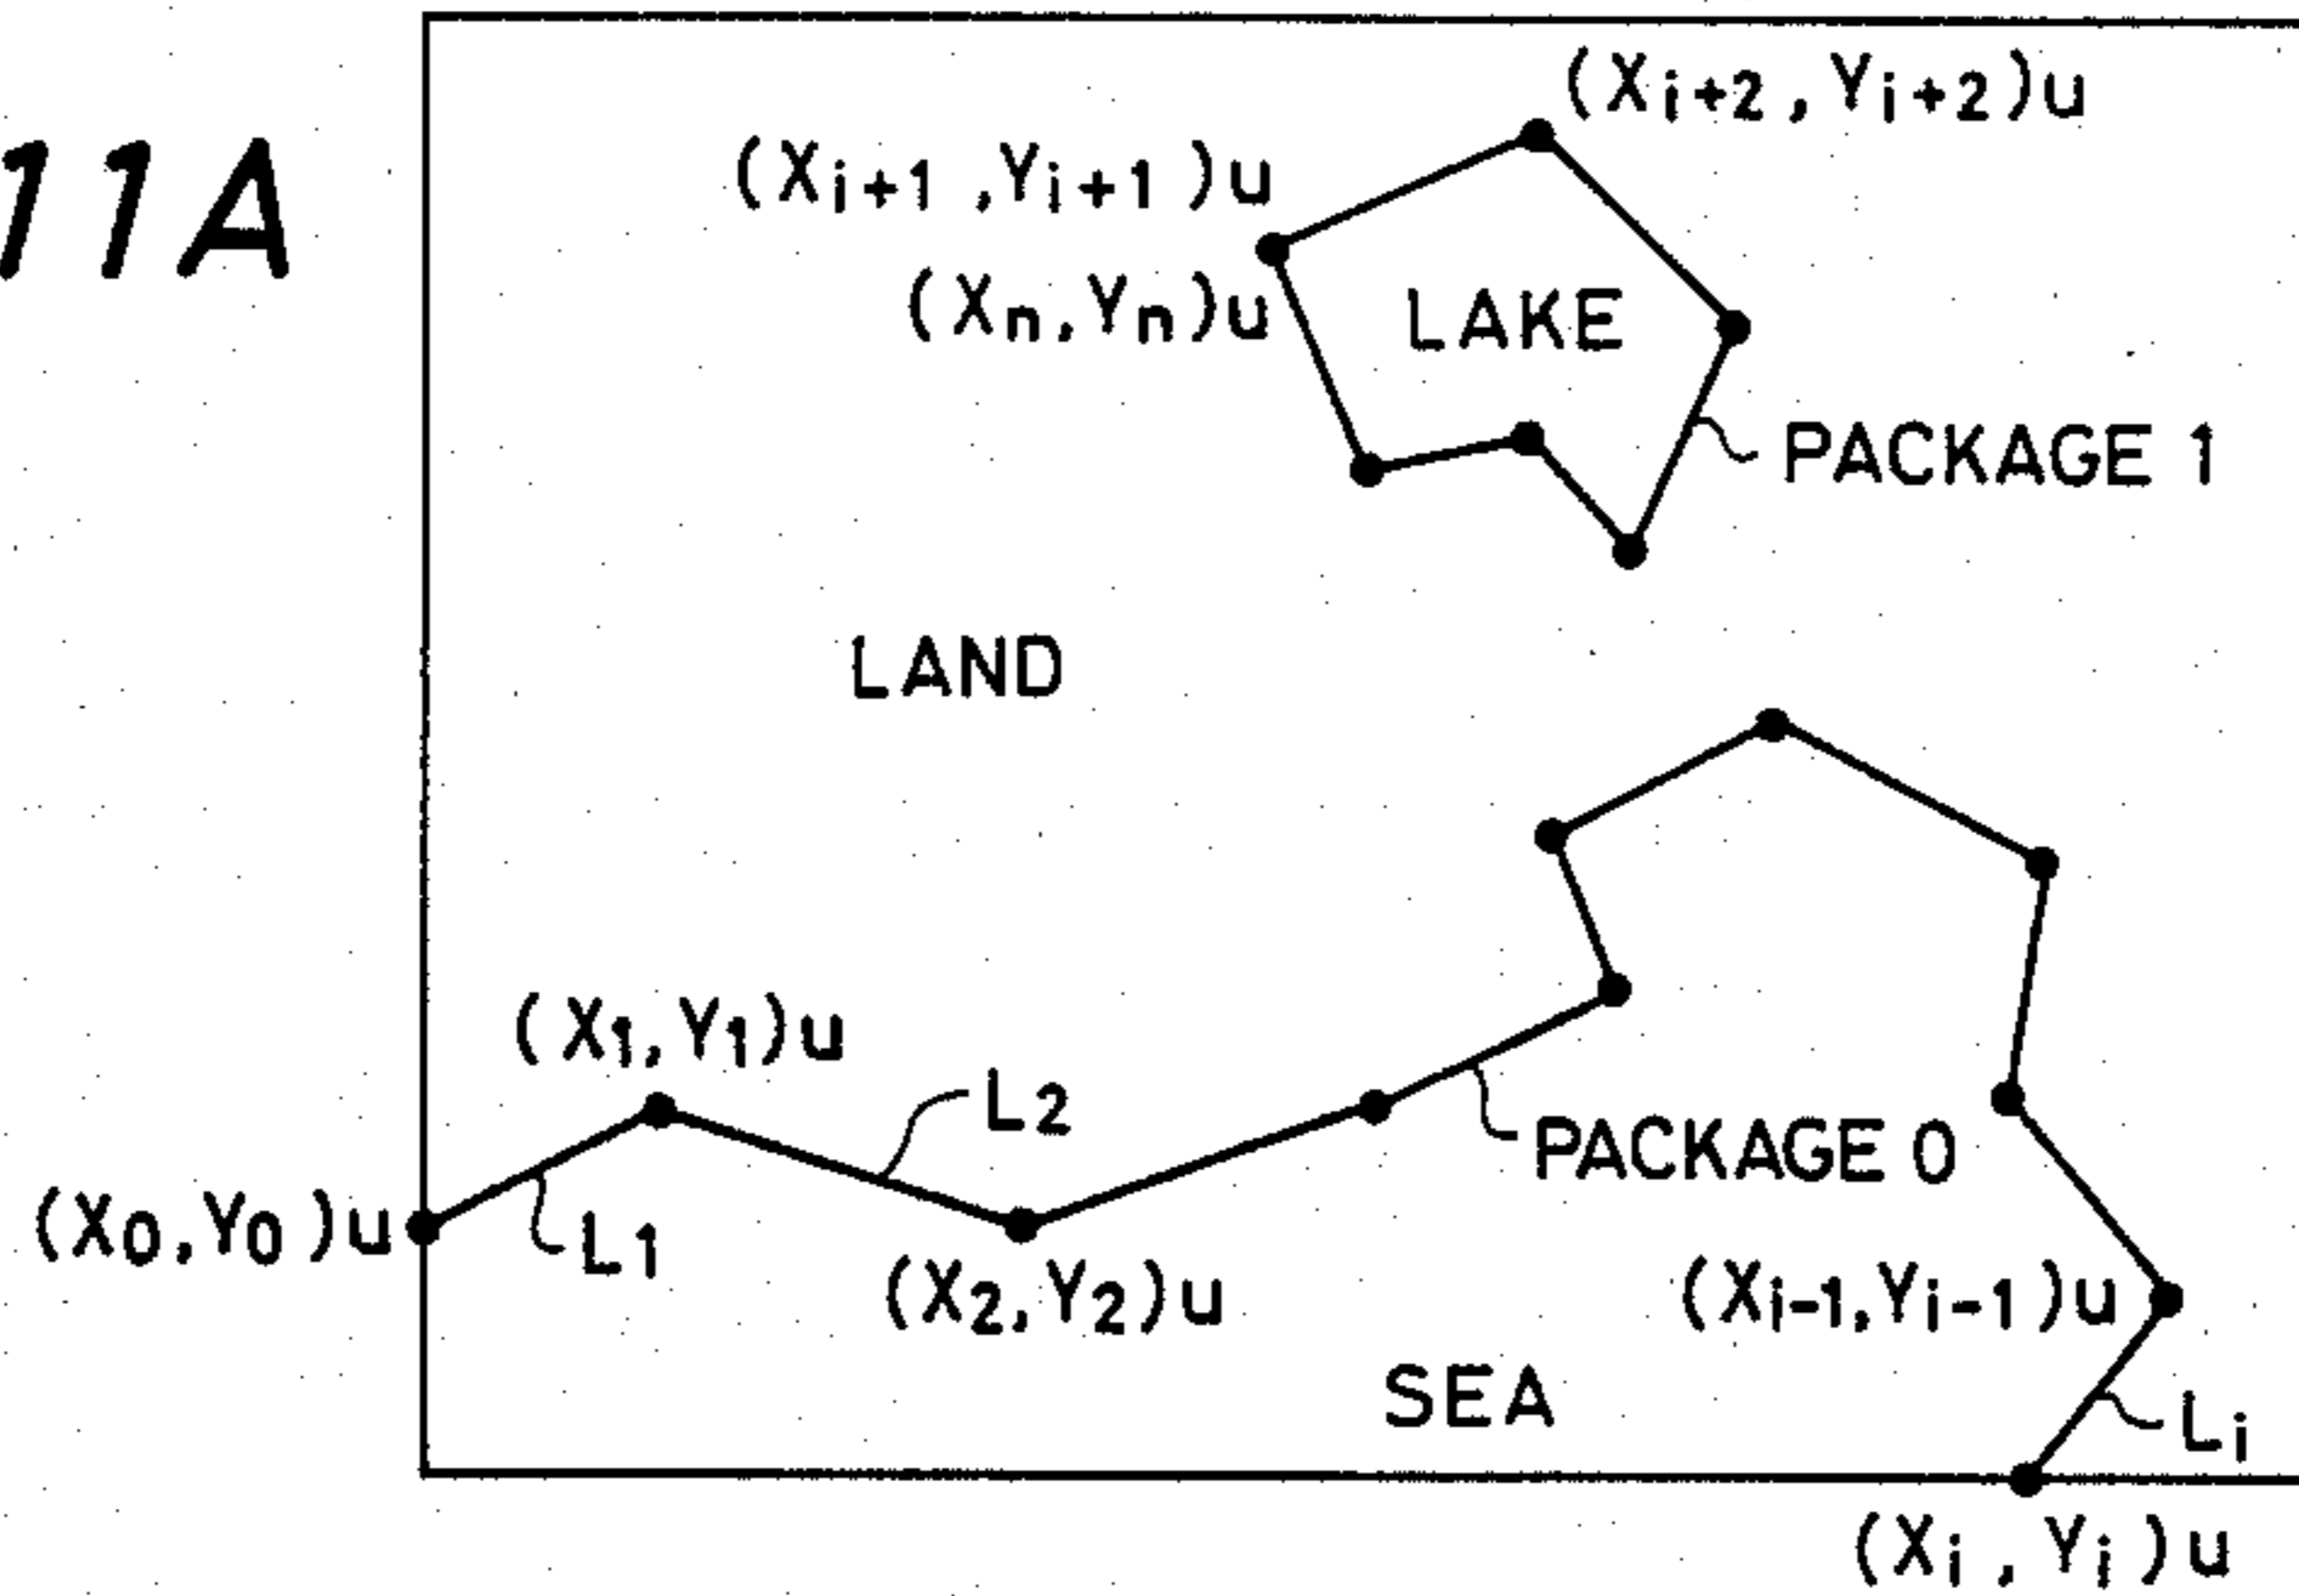 11A
(Xi+2, Yi+2)u
(Xi+1, Yi+1)u
(Xn, Yn)u
LAKE
PACKAGE 1
LAND
(X1, Y1)u
L2
PACKAGE 0
(X0, Y0)u
L1
(X2, Y2)u
(Xi-1, Yi-1)u
SEA
Li
(Xi, Yi)u